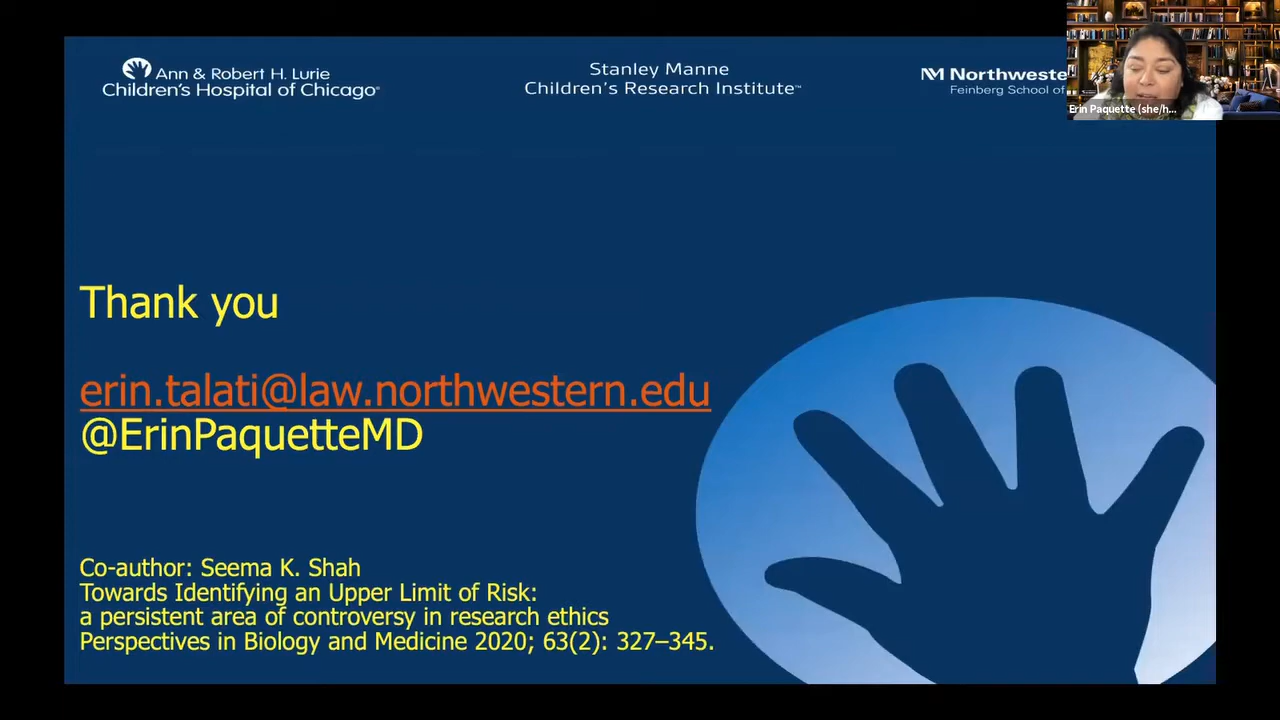 Ann & Robert H. Lurie
Children's Hospital of Chicago®
Stanley Manne
Children's Research Institute™
Northweste
Feinberg School of
Erin Paquette (she/h...
Thank you
erin.talati@law.northwestern.edu
@ErinPaquetteMD
Co-author: Seema K. Shah
Towards Identifying an Upper Limit of Risk:
a persistent area of controversy in research ethics
Perspectives in Biology and Medicine 2020; 63(2): 327–345.